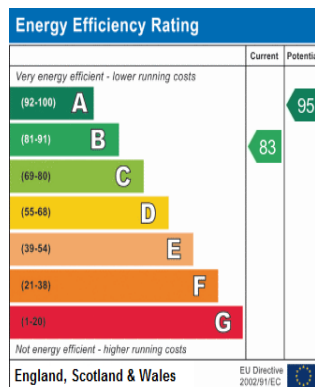 Energy Efficiency Rating
Current Potentia
Very energy efficient - lower running costs
(92-100) A 95
(81-91) B 83
(69-80) C
(55-68) D
(39-54) E
(21-38) F
(1-20) G
Not energy efficient - higher running costs
England, Scotland & Wales EU Directive 2002/91/EC